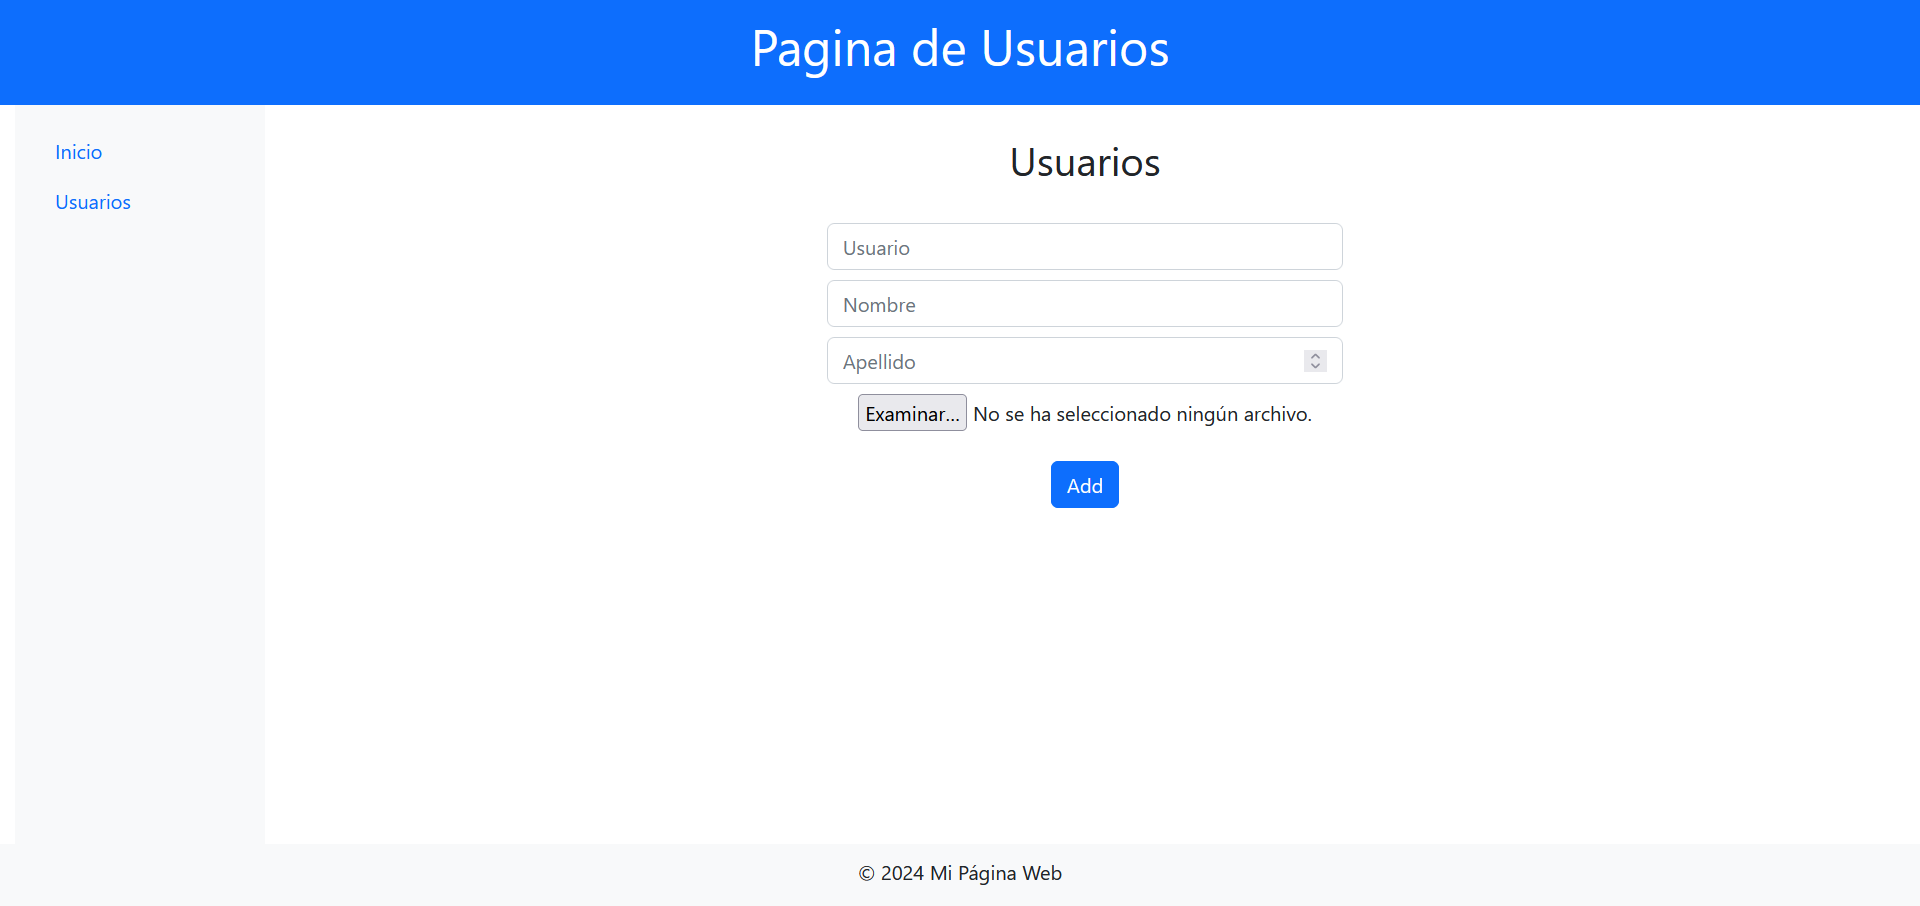 Pagina de Usuarios
Inicio
Usuarios
Usuarios
Usuario
Nombre
Apellido
Examinar... No se ha seleccionado ningún archivo.
Add
© 2024 Mi Página Web